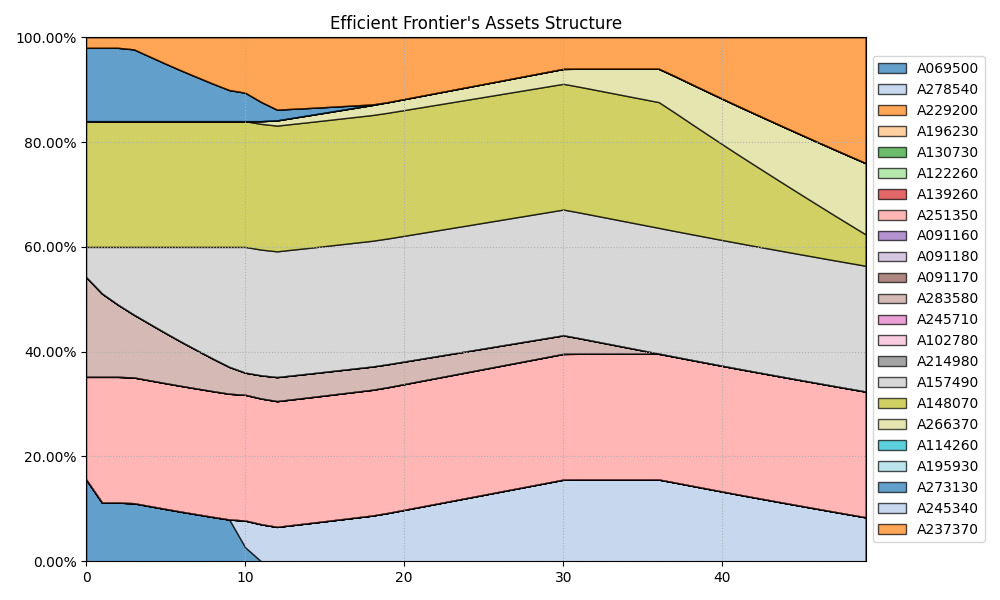 Efficient Frontier's Assets Structure
100.00%
80.00%
60.00%
40.00%
20.00%
0.00%
0 10 20 30 40
A069500
A278540
A229200
A196230
A130730
A122260
A139260
A251350
A091160
A091180
A091170
A283580
A245710
A102780
A214980
A157490
A148070
A266370
A114260
A195930
A273130
A245340
A237370